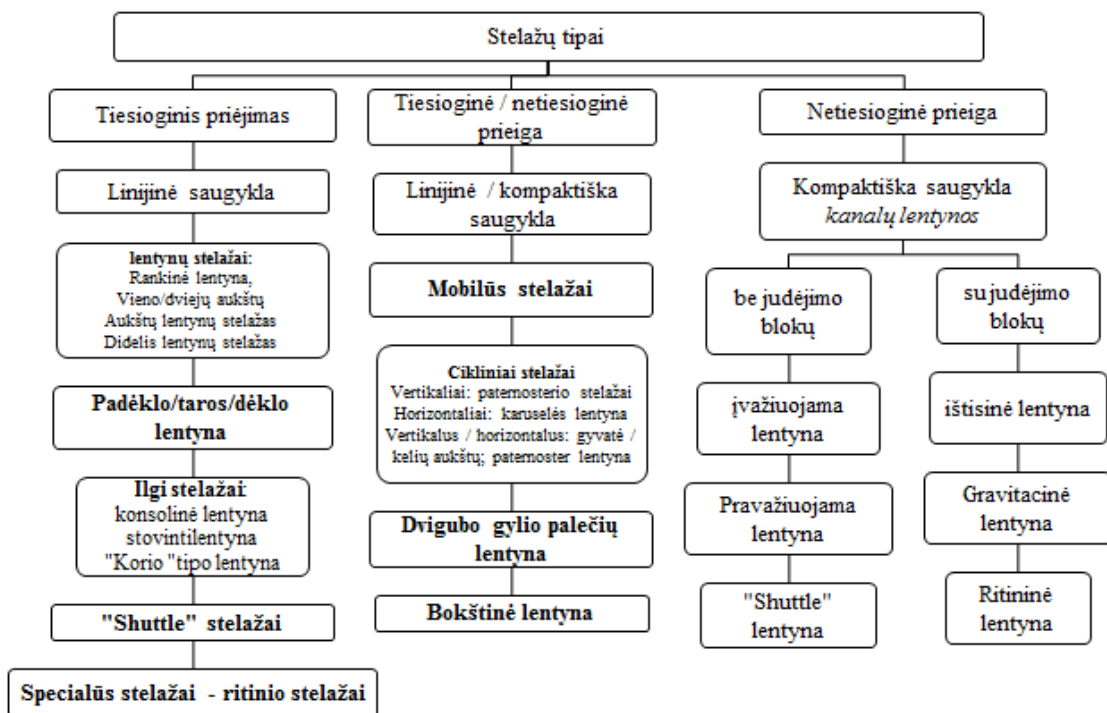 Stelažų tipai
Tiesioginis priėjimas
Linijinė saugykla
lentynų stelažai:
Rankinė lentyna,
Vieno/dviejų aukštų
Aukštų lentynų stelažas
Didelis lentynų stelažas
Padėklo/taros/dėklo
lentyna
Ilgi stelažai:
konsolinė lentyna
stovintilentyna
"Korio "tipo lentyna
"Shuttle" stelažai
Specialūs stelažai - ritinio stelažai
Tiesioginė / netiesioginė
prieiga
Linijinė / kompaktiška
saugykla
Mobilūs stelažai
Cikliniai stelažai
Vertikaliai: paternosterio stelažai
Horizontaliai: karuselės lentyna
Vertikalus / horizontalus: gyvatė /
kelių aukštų; paternoster lentyna
Dvigubo gylio palečių
lentyna
Bokštinė lentyna
Netiesioginė prieiga
Kompaktiška saugykla
kanalų lentynos
be judėjimo
blokų
įvažiuojama
lentyna
Pravažiuojama
lentyna
"Shuttle"
lentyna
su judėjimo
blokų
ištisinė lentyna
Gravitacinė
lentyna
Ritininė
lentyna